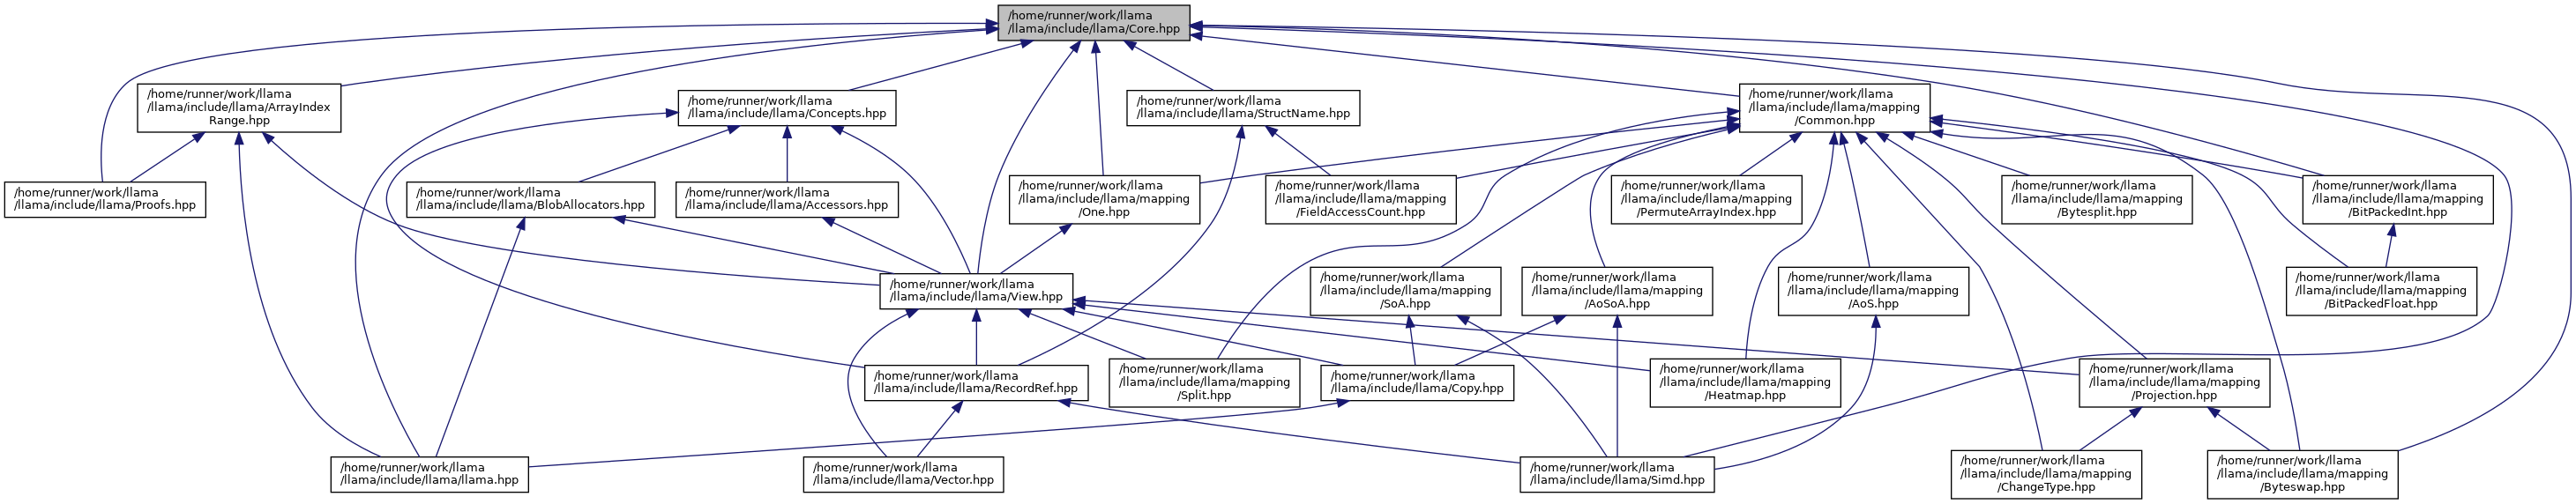 /home/runner/work/llama
/llama/include/llama/Core.hpp
/home/runner/work/llama
/llama/include/llama/ArrayIndex
Range.hpp
/home/runner/work/llama
/llama/include/llama/Concepts.hpp
/home/runner/work/llama
/llama/include/llama/StructName.hpp
/home/runner/work/llama
/llama/include/llama/mapping
/Common.hpp
/home/runner/work/llama
/llama/include/llama/Proofs.hpp
/home/runner/work/llama
/llama/include/llama/BlobAllocators.hpp
/home/runner/work/llama
/llama/include/llama/Accessors.hpp
/home/runner/work/llama
/llama/include/llama/mapping
/One.hpp
/home/runner/work/llama
/llama/include/llama/mapping
/FieldAccessCount.hpp
/home/runner/work/llama
/llama/include/llama/mapping
/PermuteArrayIndex.hpp
/home/runner/work/llama
/llama/include/llama/mapping
/Bytesplit.hpp
/home/runner/work/llama
/llama/include/llama/mapping
/BitPackedInt.hpp
/home/runner/work/llama
/llama/include/llama/View.hpp
/home/runner/work/llama
/llama/include/llama/mapping
/SoA.hpp
/home/runner/work/llama
/llama/include/llama/mapping
/AoSoA.hpp
/home/runner/work/llama
/llama/include/llama/mapping
/AoS.hpp
/home/runner/work/llama
/llama/include/llama/mapping
/BitPackedFloat.hpp
/home/runner/work/llama
/llama/include/llama/RecordRef.hpp
/home/runner/work/llama
/llama/include/llama/mapping
/Split.hpp
/home/runner/work/llama
/llama/include/llama/Copy.hpp
/home/runner/work/llama
/llama/include/llama/mapping
/Heatmap.hpp
/home/runner/work/llama
/llama/include/llama/mapping
/Projection.hpp
/home/runner/work/llama
/llama/include/llama/llama.hpp
/home/runner/work/llama
/llama/include/llama/Vector.hpp
/home/runner/work/llama
/llama/include/llama/Simd.hpp
/home/runner/work/llama
/llama/include/llama/mapping
/ChangeType.hpp
/home/runner/work/llama
/llama/include/llama/mapping
/Byteswap.hpp